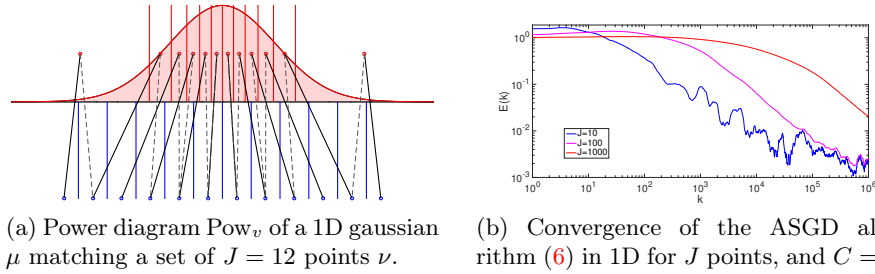 10⁰
10⁻¹
10⁻²
10⁻³
E(k)
J=10
J=100
J=1000
10⁰ 10¹ 10² 10³ 10⁴ 10⁵ 10⁶
k
(a) Power diagram Powᵥ of a 1D gaussian
μ matching a set of J = 12 points ν.
(b) Convergence of the ASGD al
rithm (6) in 1D for J points, and C =